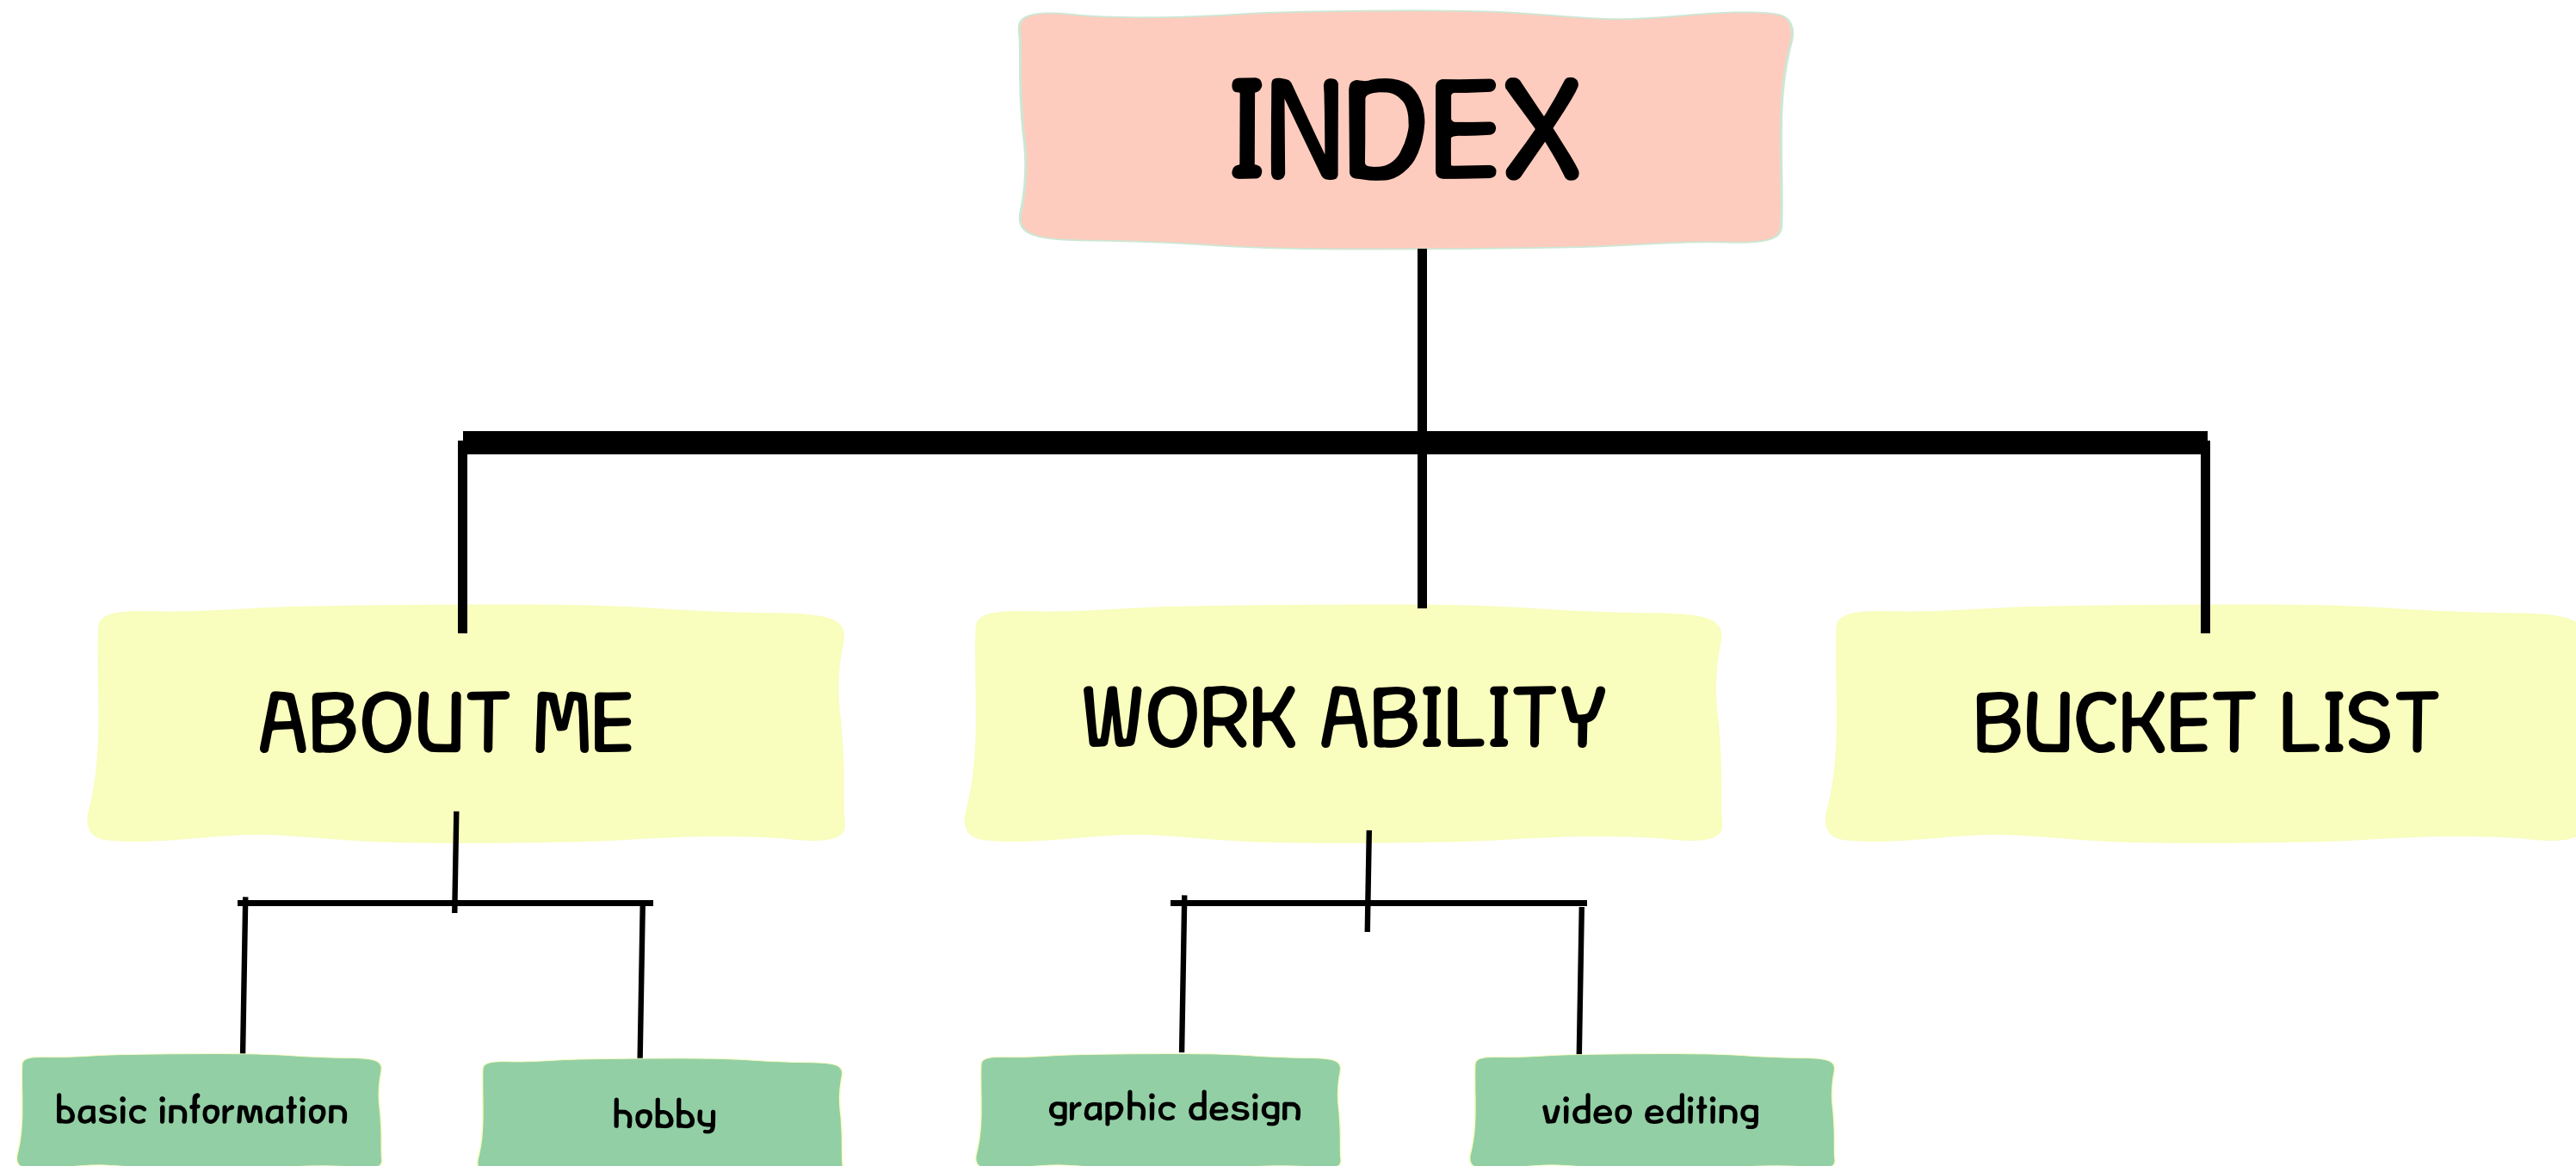 INDEX
ABOUT ME
WORK ABILITY
BUCKET LIST
basic information
hobby
graphic design
video editing